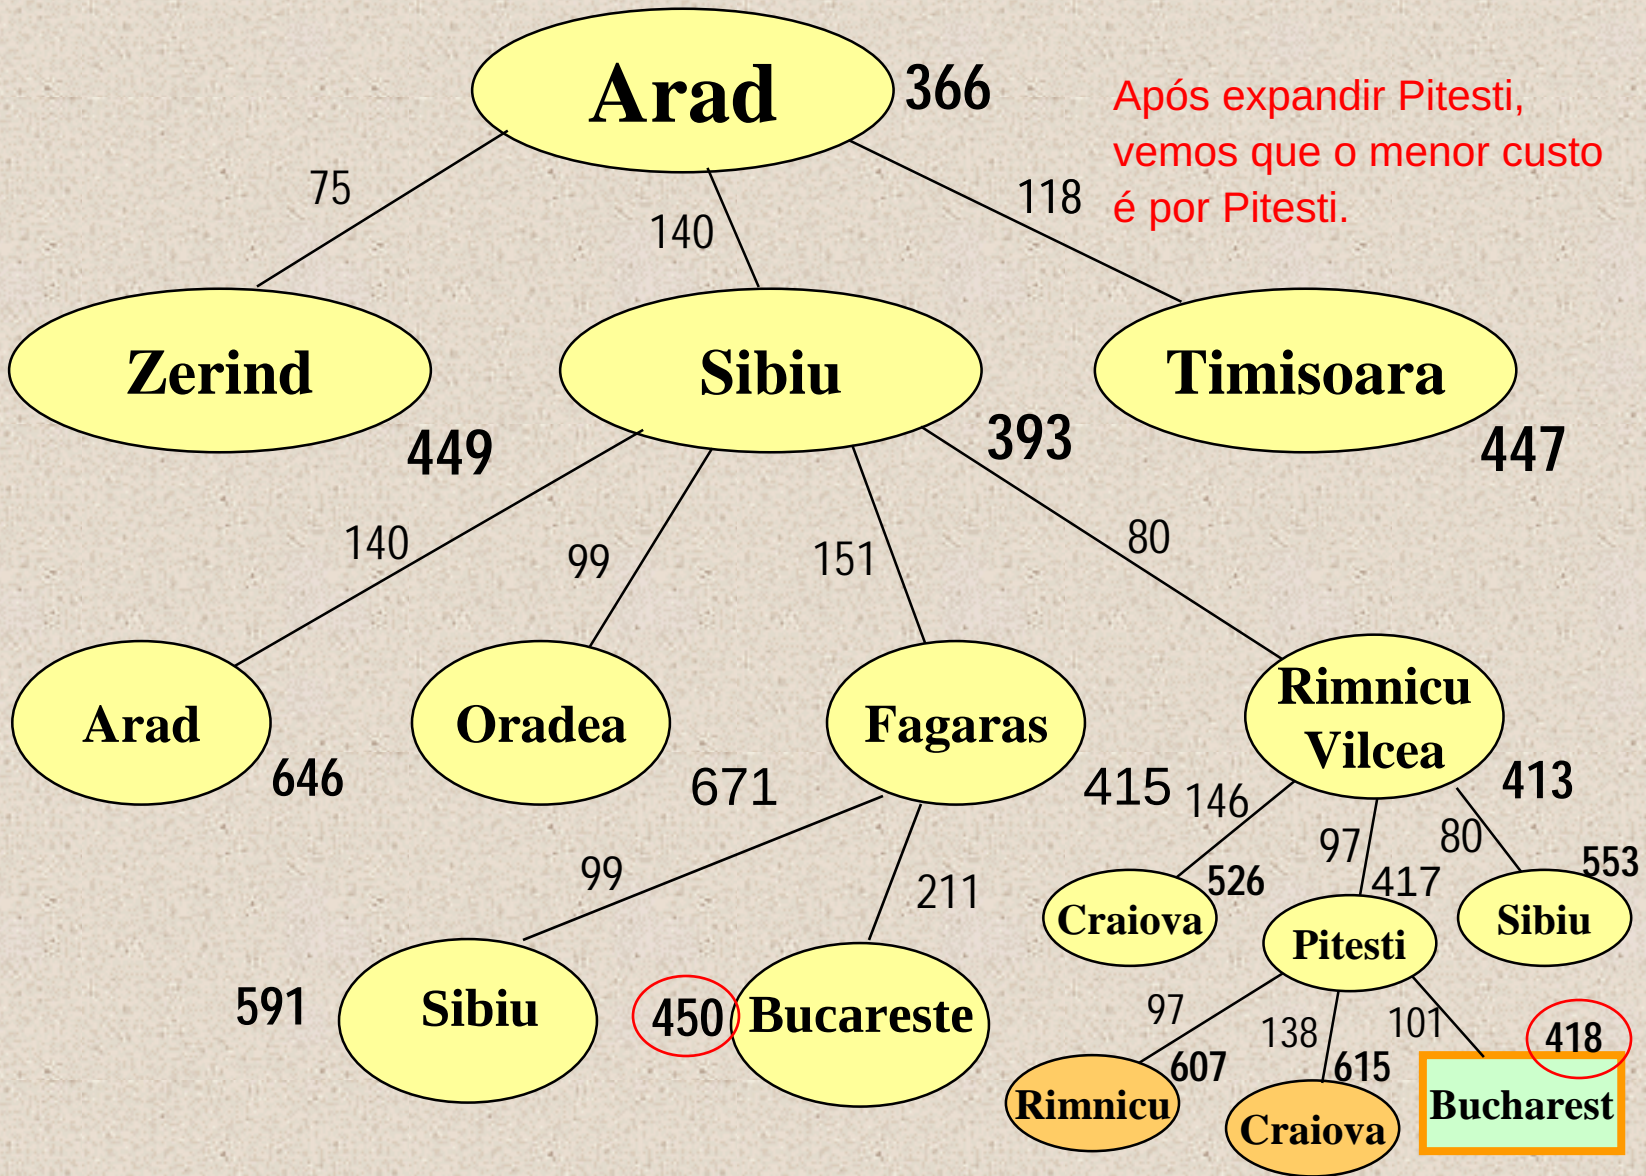 Arad
366
Após expandir Pitesti,
vemos que o menor custo
é por Pitesti.
75
140
118
Zerind
449
Sibiu
393
Timisoara
447
140
99
151
80
Arad
646
Oradea
671
Fagaras
415
Rimnicu
Vilcea
413
99
211
146
97
80
591
Sibiu
450
Bucareste
Craiova
526
417
Pitesti
553
Sibiu
97
138
101
607
Rimnicu
615
Craiova
418
Bucharest